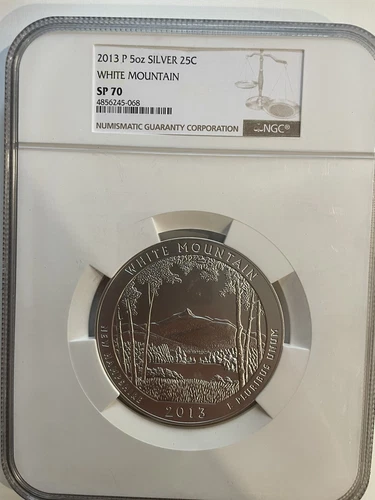 2013 P 5oz SILVER 25C
WHITE MOUNTAIN
SP 70
4856245-068
NUMISMATIC GUARANTY CORPORATION NGC®
WHITE MOUNTAIN
NEW HAMPSHIRE
2013
E PLURIBUS UNUM